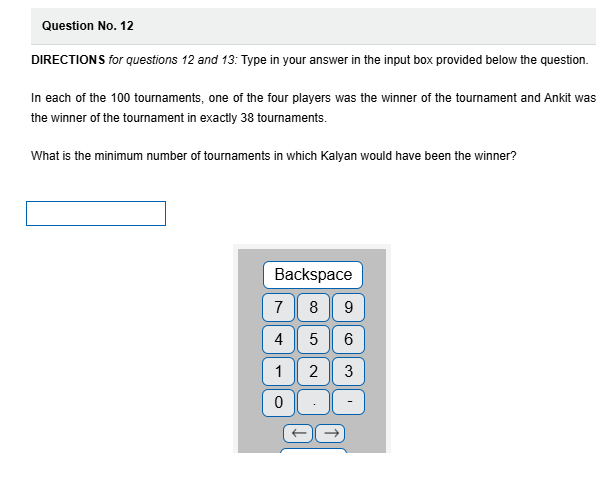 Question No. 12
DIRECTIONS for questions 12 and 13: Type in your answer in the input box provided below the question.
In each of the 100 tournaments, one of the four players was the winner of the tournament and Ankit was
the winner of the tournament in exactly 38 tournaments.
What is the minimum number of tournaments in which Kalyan would have been the winner?
Backspace
7 8 9
4 5 6
1 2 3
0 . -
← →